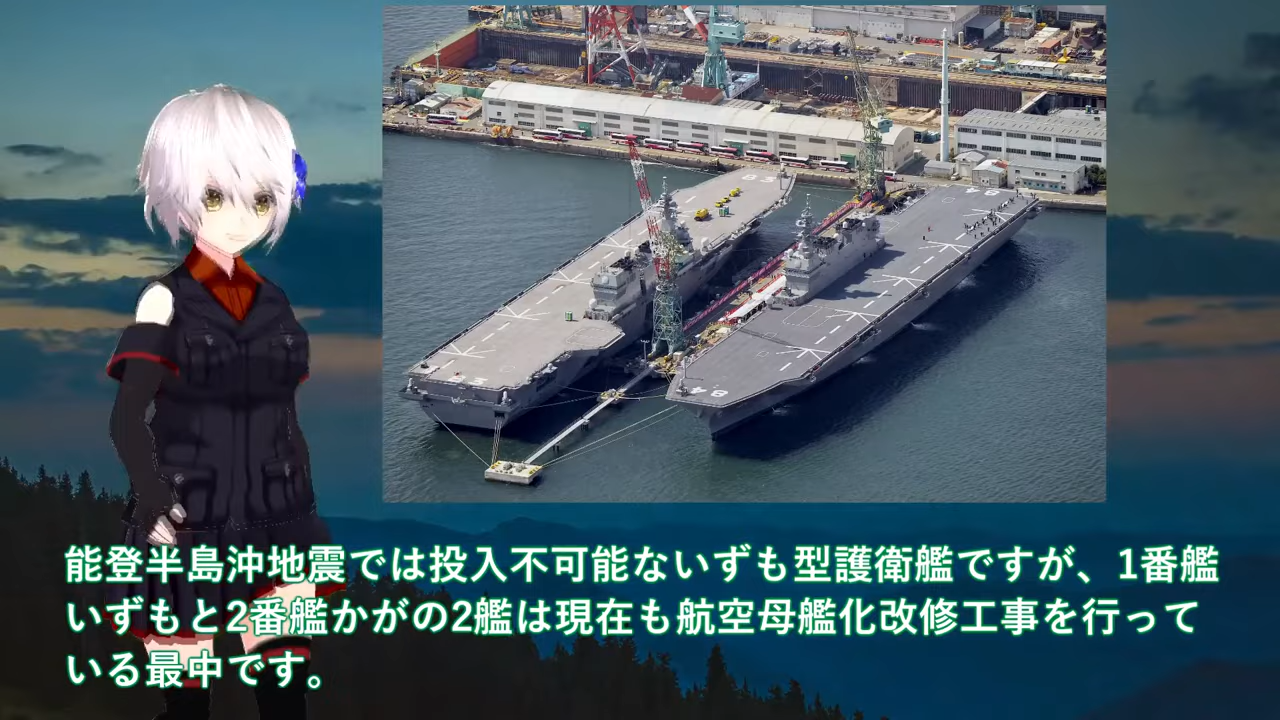 83
84
84
能登半島沖地震では投入不可能ないずも型護衛艦ですが、1番艦
いずもと2番艦かがの2艦は現在も航空母艦化改修工事を行って
いる最中です。